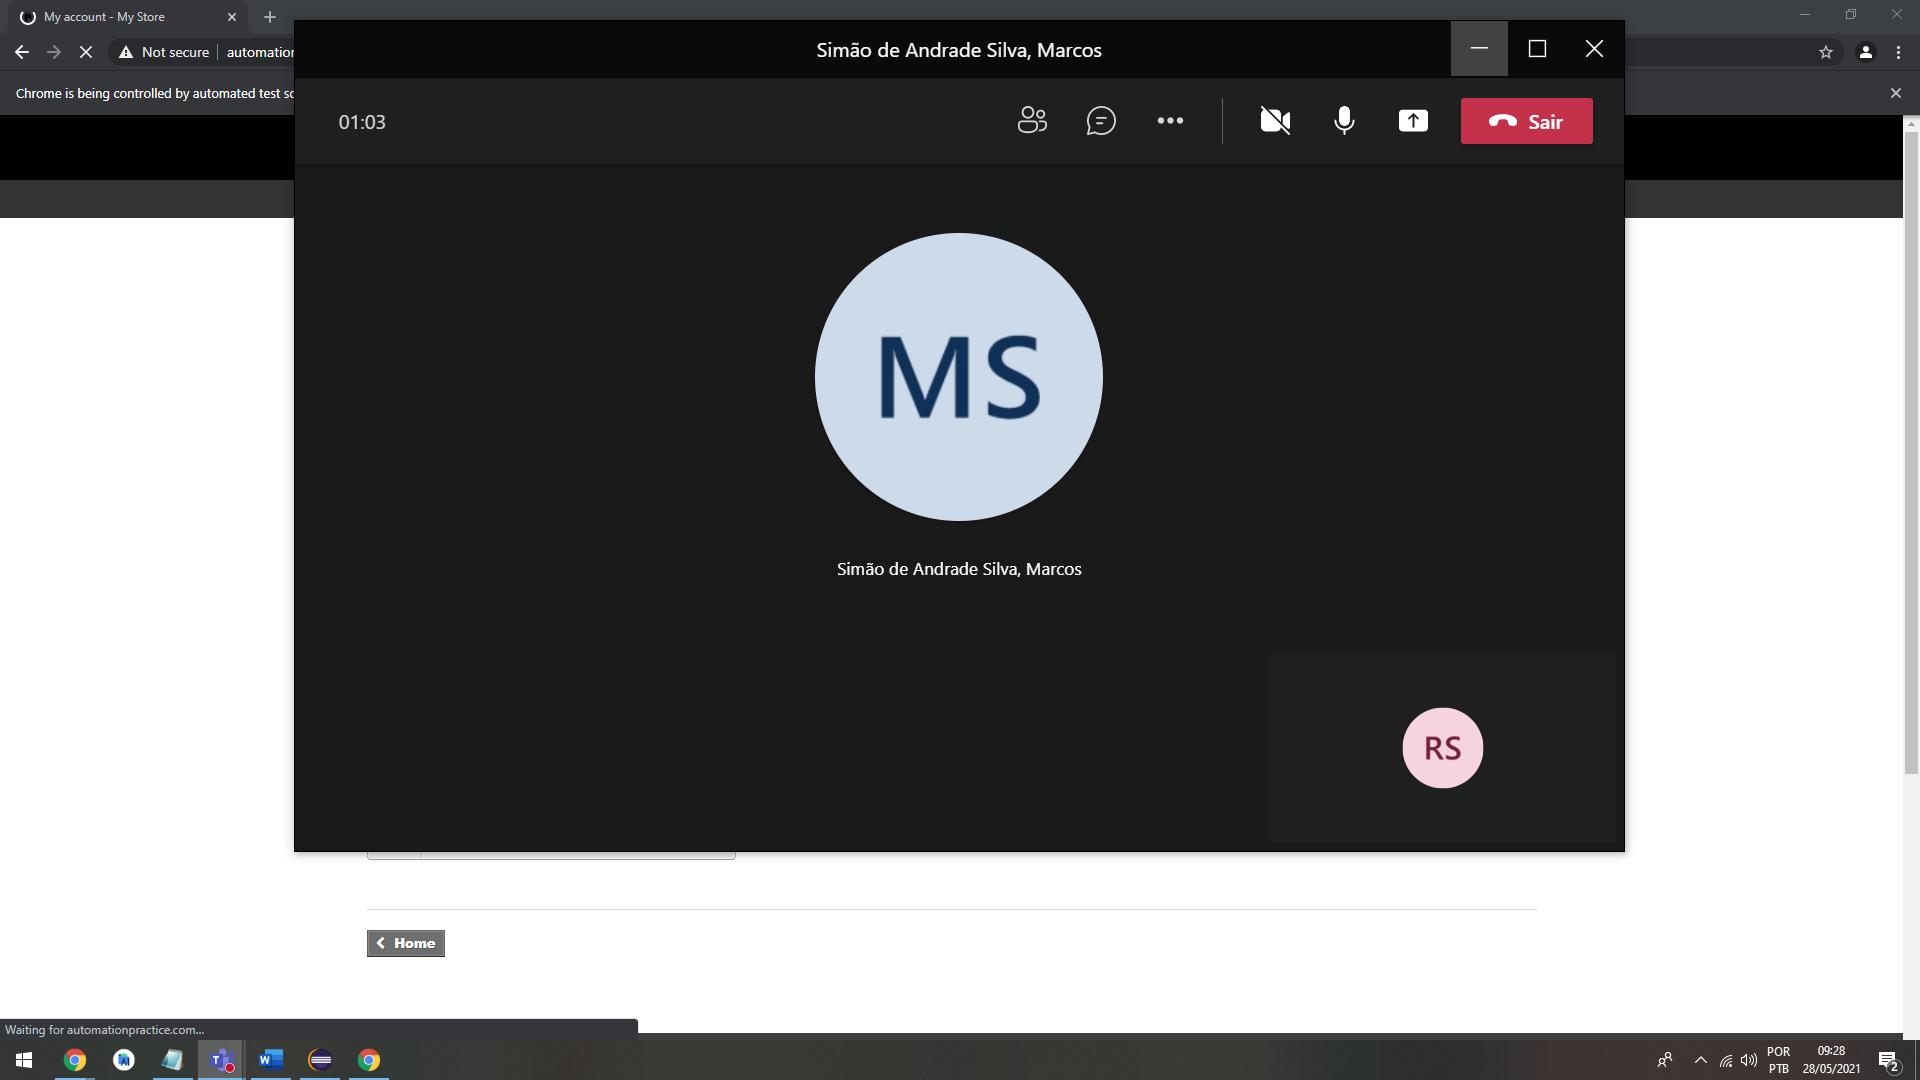 My account - My Store
Not secure
automation
Chrome is being controlled by automated test so
Simão de Andrade Silva, Marcos
01:03
Sair
MS
Simão de Andrade Silva, Marcos
RS
Home
Waiting for automationpractice.com...
POR
PTB
09:28
28/05/2021
2